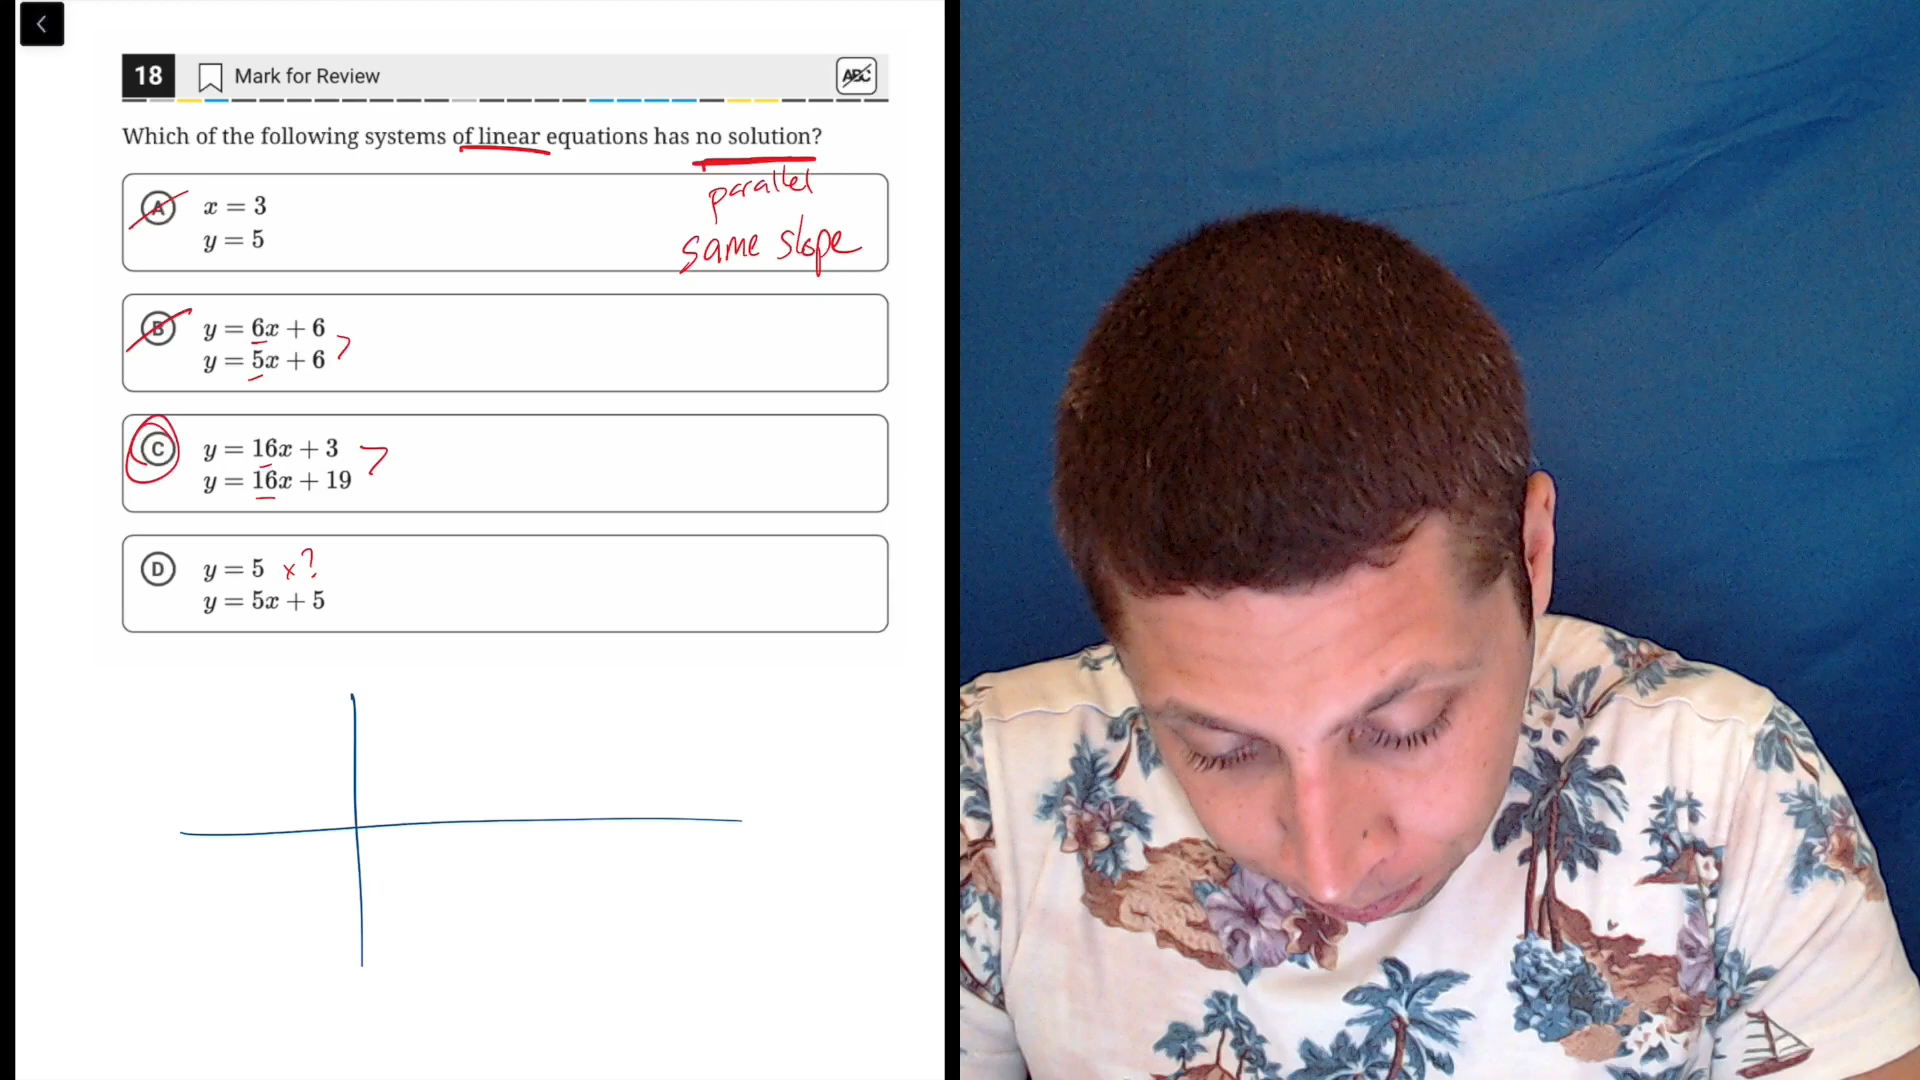 18 Mark for Review ABC
Which of the following systems of linear equations has no solution?
parallel
same slope
A x = 3
y = 5
B y = 6x + 6 >
y = 5x + 6
C y = 16x + 3 >
y = 16x + 19
D y = 5 x?
y = 5x + 5